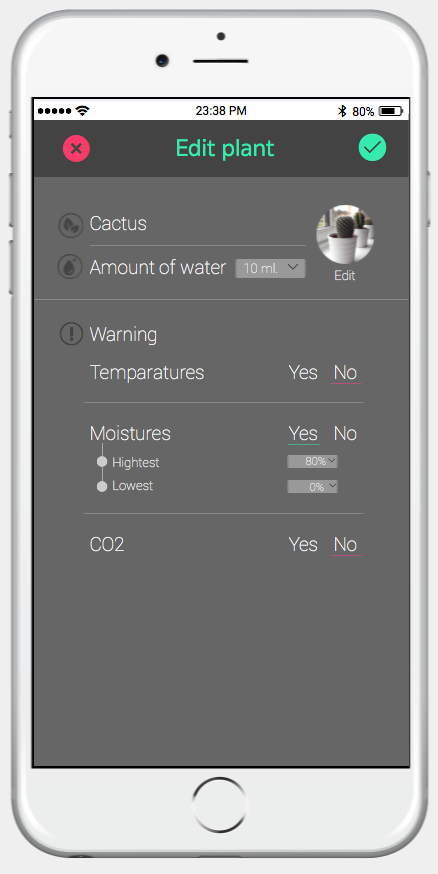 23:38 PM 80%
Edit plant
Cactus
Amount of water 10 ml.
Edit
Warning
Temparatures Yes No
Moistures Yes No
Hightest 80%
Lowest 0%
CO2 Yes No